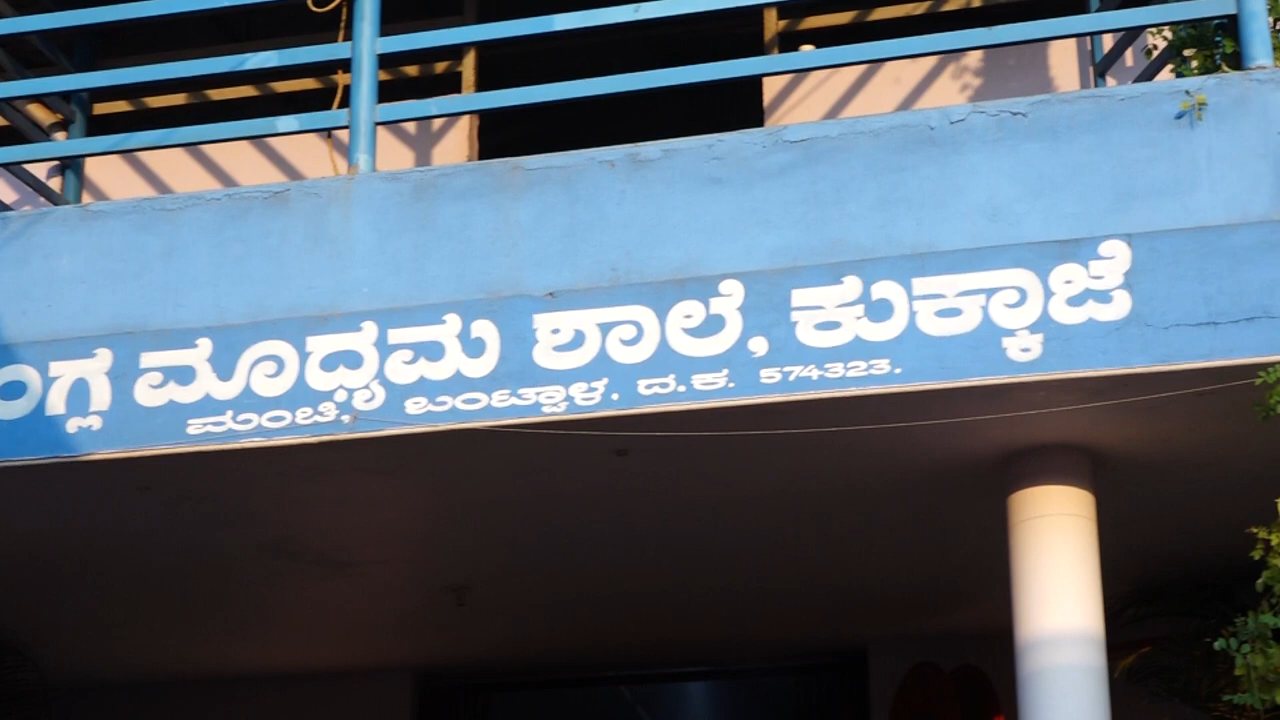 ಂಗ್ಲ ಮಾಧ್ಯಮ ಶಾಲೆ, ಕುಕ್ಕಾಜೆ
ಮಂಚಿ, ಬಂಟ್ವಾಳ. ದ.ಕ. 574323.